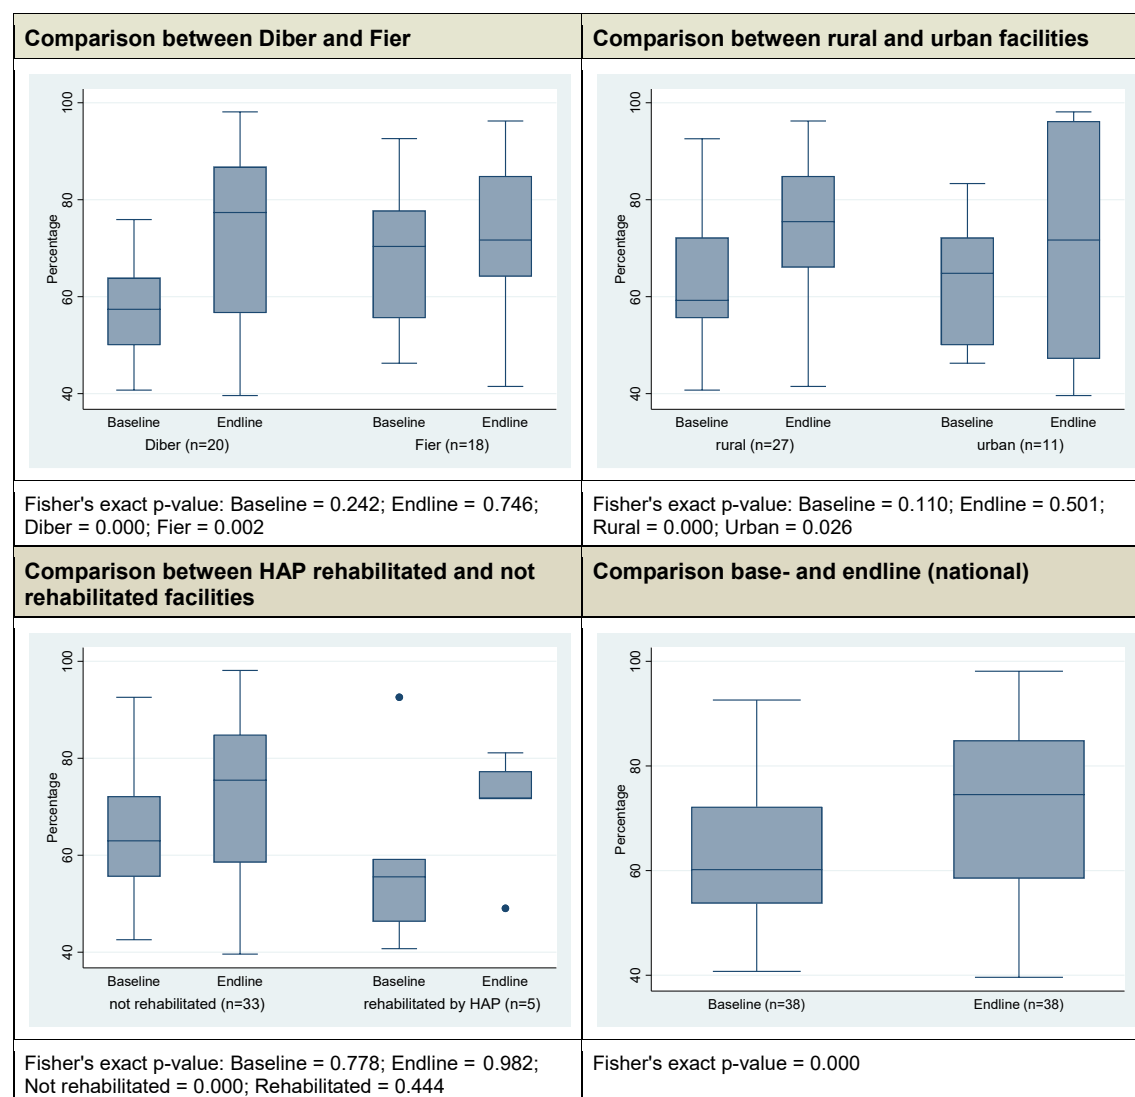 Comparison between Diber and Fier
100
80
60
40
Percentage
Baseline Endline Baseline Endline
Diber (n=20) Fier (n=18)
Fisher's exact p-value: Baseline = 0.242; Endline = 0.746;
Diber = 0.000; Fier = 0.002
Comparison between rural and urban facilities
100
80
60
40
Percentage
Baseline Endline Baseline Endline
rural (n=27) urban (n=11)
Fisher's exact p-value: Baseline = 0.110; Endline = 0.501;
Rural = 0.000; Urban = 0.026
Comparison between HAP rehabilitated and not
rehabilitated facilities
100
80
60
40
Percentage
Baseline Endline Baseline Endline
not rehabilitated (n=33) rehabilitated by HAP (n=5)
Fisher's exact p-value: Baseline = 0.778; Endline = 0.982;
Not rehabilitated = 0.000; Rehabilitated = 0.444
Comparison base- and endline (national)
100
80
60
40
Percentage
Baseline (n=38) Endline (n=38)
Fisher's exact p-value = 0.000